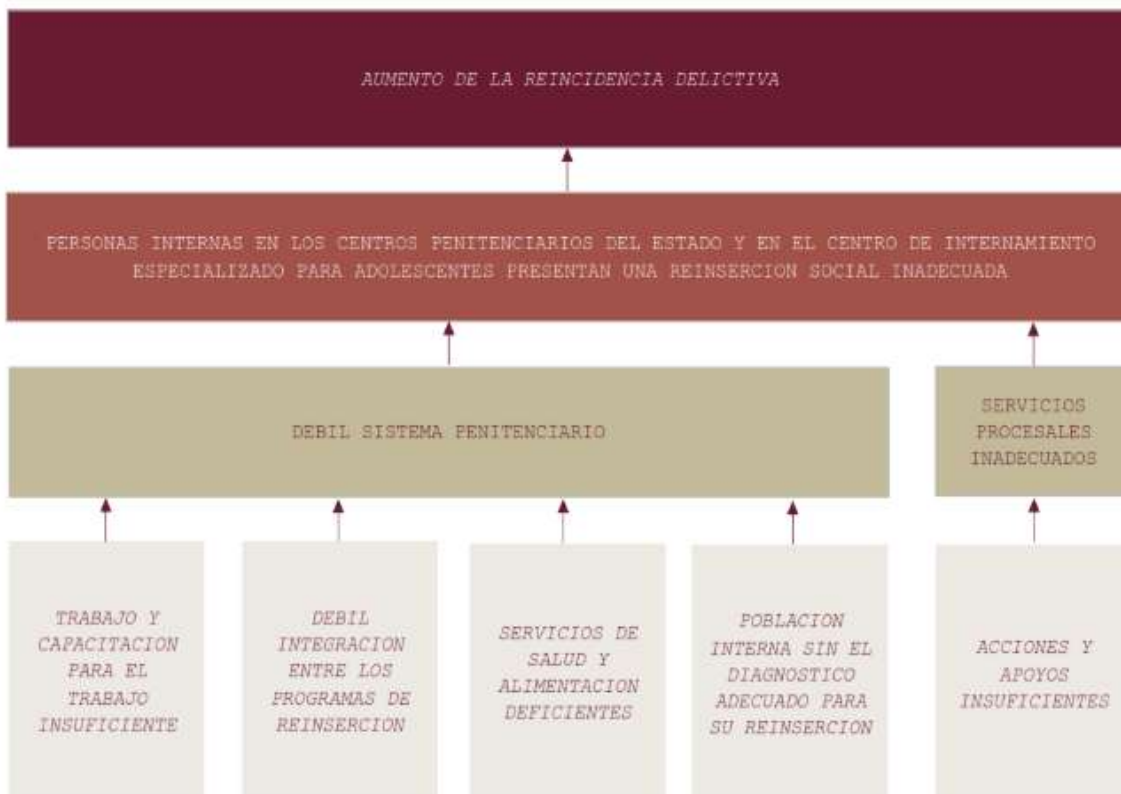 AUMENTO DE LA REINCIDENCIA DELICTIVA
PERSONAS INTERNAS EN LOS CENTROS PENITENCIARIOS DEL ESTADO Y EN EL CENTRO DE INTERNAMIENTO
ESPECIALIZADO PARA ADOLESCENTES PRESENTAN UNA REINSERCION SOCIAL INADECUADA
DEBIL SISTEMA PENITENCIARIO
SERVICIOS
PROCESALES
INADECUADOS
TRABAJO Y
CAPACITACION
PARA EL
TRABAJO
INSUFICIENTE
DEBIL
INTEGRACION
ENTRE LOS
PROGRAMAS DE
REINSERCION
SERVICIOS DE
SALUD Y
ALIMENTACION
DEFICIENTES
POBLACION
INTERNA SIN EL
DIAGNOSTICO
ADECUADO PARA
SU REINSERCION
ACCIONES Y
APOYOS
INSUFICIENTES